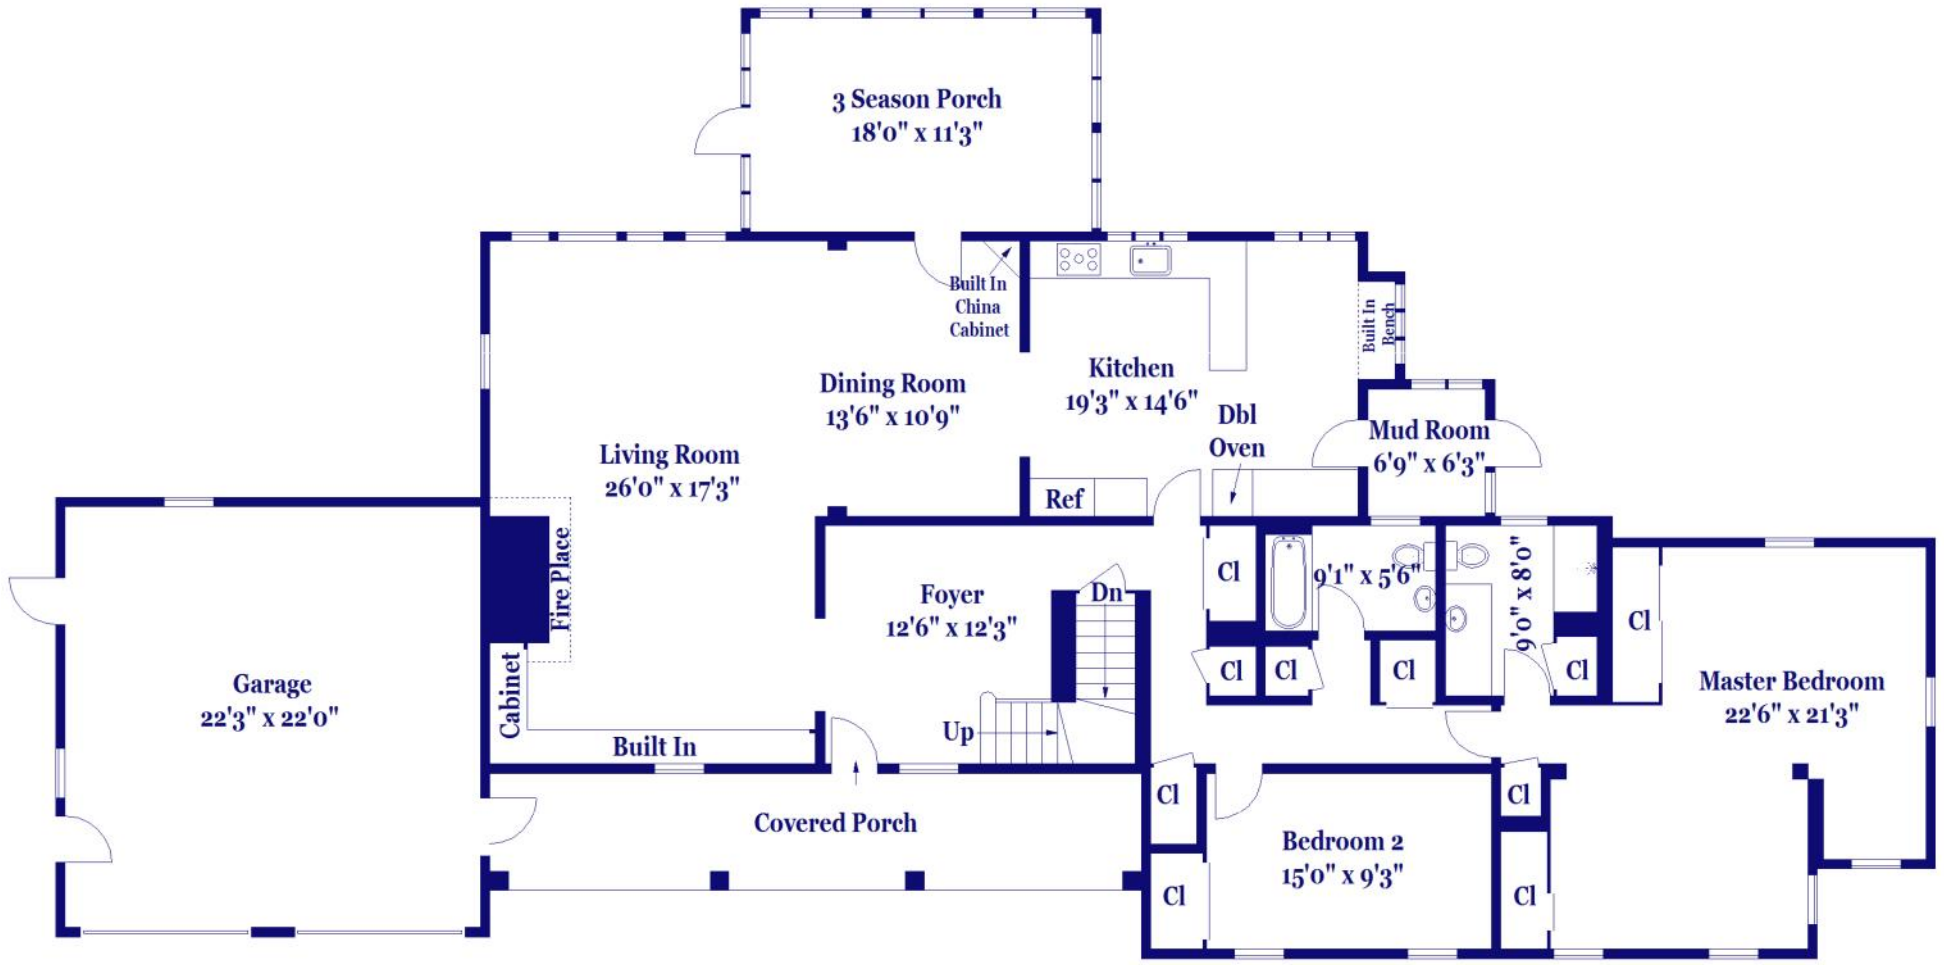 3 Season Porch
18'0" x 11'3"
Built In
China
Cabinet
Built In
Bench
Kitchen
19'3" x 14'6"
Dining Room
13'6" x 10'9"
Dbl
Oven
Mud Room
6'9" x 6'3"
Living Room
26'0" x 17'3"
Ref
Fire Place
Foyer
12'6" x 12'3"
Dn
Cl
9'1" x 5'6"
9'0" x 8'0"
Cl
Cl
Cl
Cl
Cl
Garage
22'3" x 22'0"
Cabinet
Master Bedroom
22'6" x 21'3"
Up
Built In
Cl
Cl
Covered Porch
Bedroom 2
15'0" x 9'3"
Cl
Cl